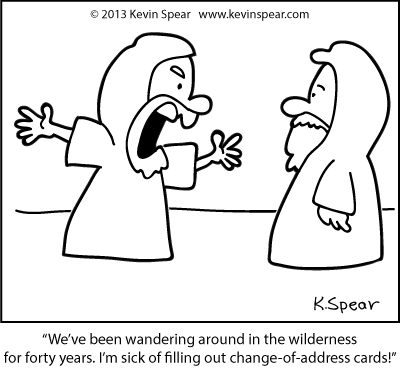 © 2013 Kevin Spear www.kevinspear.com
K.Spear
“We’ve been wandering around in the wilderness
for forty years. I’m sick of filling out change-of-address cards!”